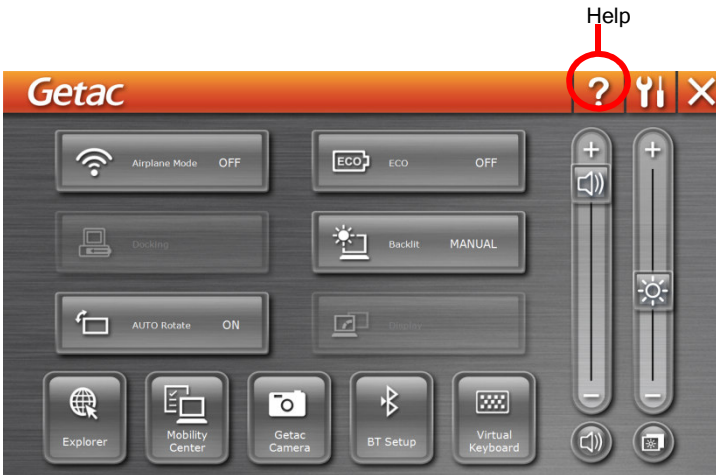 Help
Getac
?
Airplane Mode OFF
ECO ECO OFF
Docking
Backlit MANUAL
AUTO Rotate ON
Display
Explorer
Mobility
Center
Getac
Camera
BT Setup
Virtual
Keyboard